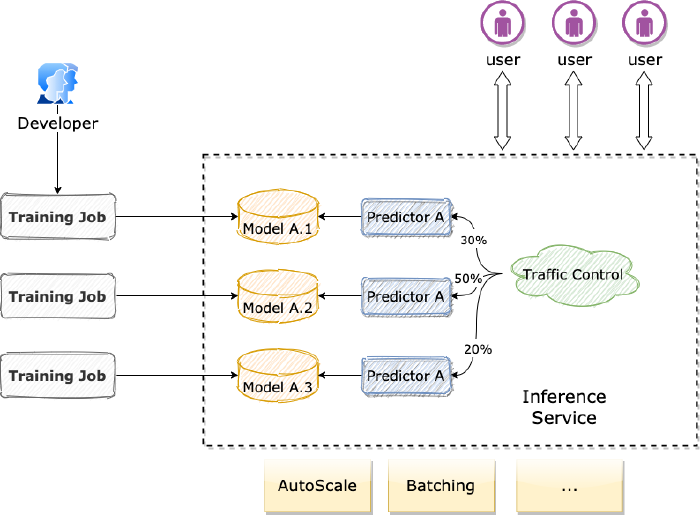 user user user
Developer
Training Job
Model A.1
Predictor A
30%
Training Job
Model A.2
Predictor A
50%
Traffic Control
Training Job
Model A.3
Predictor A
20%
Inference
Service
AutoScale
Batching
...